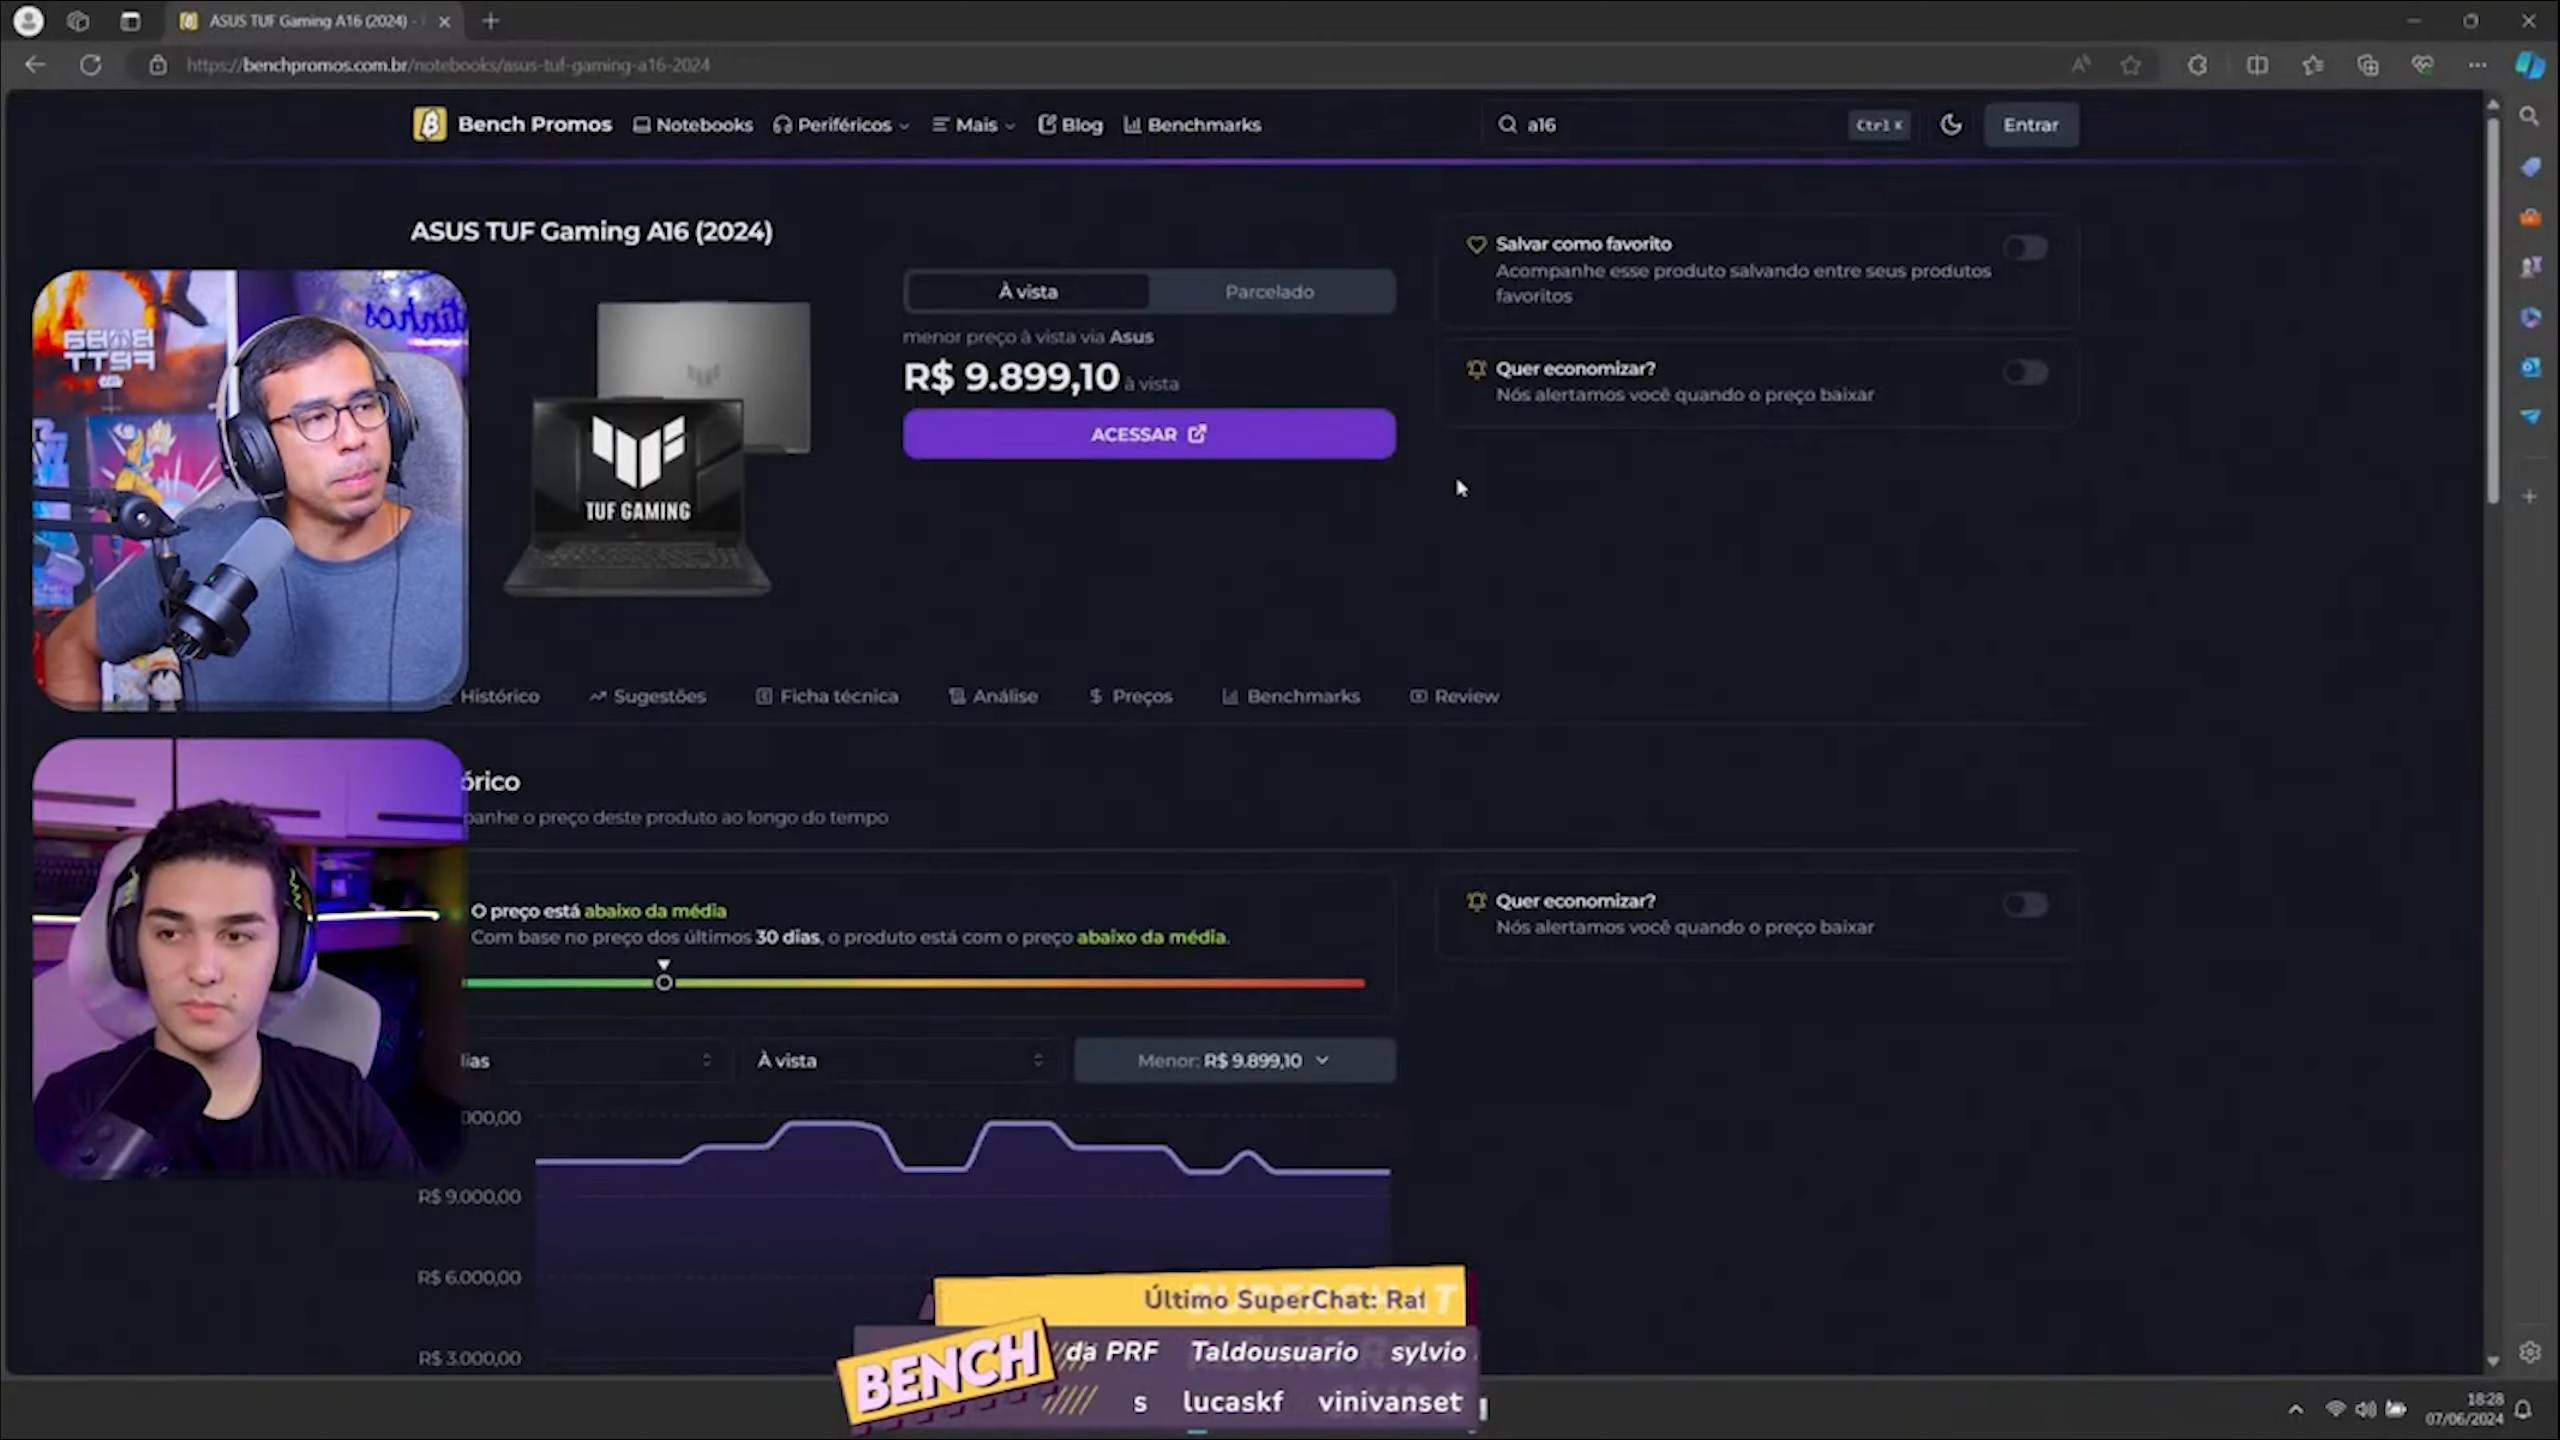 ASUS TUF Gaming A16 (2024) -
https://benchpromos.com.br/notebooks/asus-tuf-gaming-a16-2024
Bench Promos Notebooks Periféricos Mais Blog Benchmarks a16 Ctrl K Entrar
ASUS TUF Gaming A16 (2024)
À vista Parcelado
menor preço à vista via Asus
R$ 9.899,10 à vista
ACESSAR
Salvar como favorito
Acompanhe esse produto salvando entre seus produtos
favoritos
Quer economizar?
Nós alertamos você quando o preço baixar
TUF GAMING
Histórico Sugestões Ficha técnica Análise Preços Benchmarks Review
órico
panhe o preço deste produto ao longo do tempo
O preço está abaixo da média
Com base no preço dos últimos 30 dias, o produto está com o preço abaixo da média.
Quer economizar?
Nós alertamos você quando o preço baixar
ias À vista Menor: R$ 9.899,10
000,00
R$ 9.000,00
R$ 6.000,00
R$ 3.000,00
Último SuperChat: Raf
BENCH
da PRF Taldousuario sylvio
s lucaskf vinivanset
18:28
07/06/2024